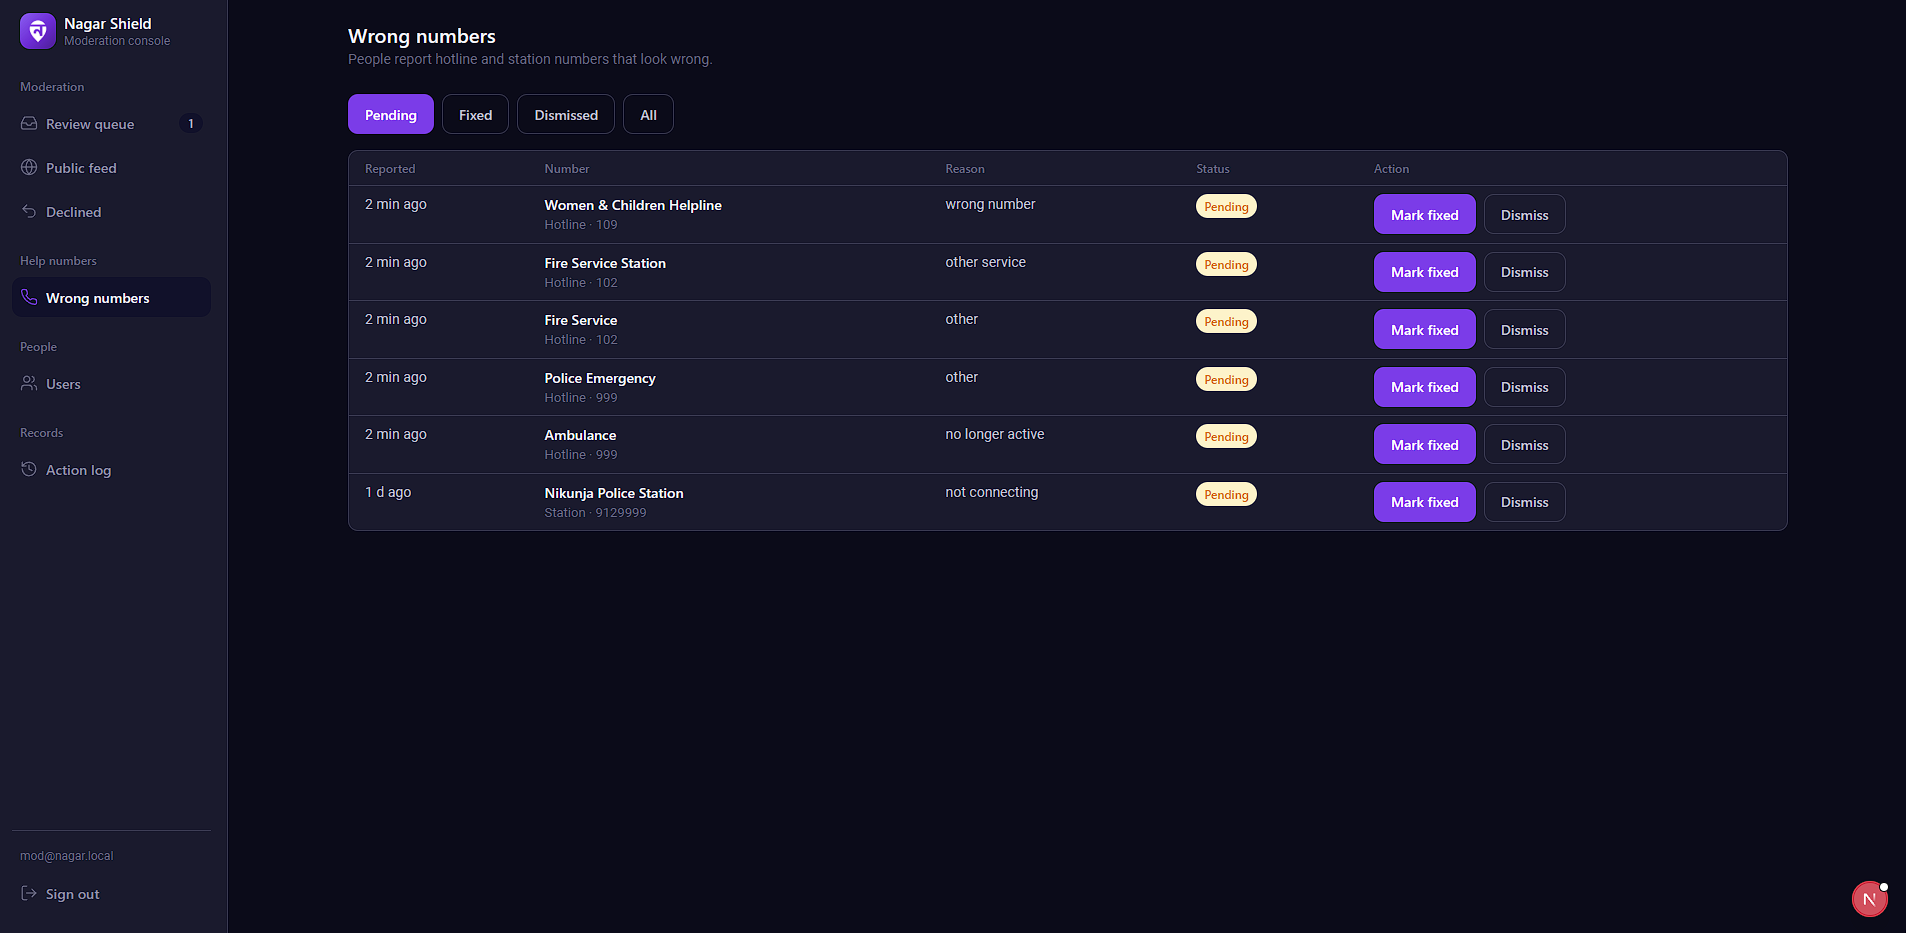 Nagar Shield
Moderation console
Moderation
Review queue 1
Public feed
Declined
Help numbers
Wrong numbers
People
Users
Records
Action log
mod@nagar.local
Sign out
Wrong numbers
People report hotline and station numbers that look wrong.
Pending Fixed Dismissed All
Reported Number Reason Status Action
2 min ago Women & Children Helpline wrong number Pending Mark fixed Dismiss
Hotline · 109
2 min ago Fire Service Station other service Pending Mark fixed Dismiss
Hotline · 102
2 min ago Fire Service other Pending Mark fixed Dismiss
Hotline · 102
2 min ago Police Emergency other Pending Mark fixed Dismiss
Hotline · 999
2 min ago Ambulance no longer active Pending Mark fixed Dismiss
Hotline · 999
1 d ago Nikunja Police Station not connecting Pending Mark fixed Dismiss
Station · 9129999
N